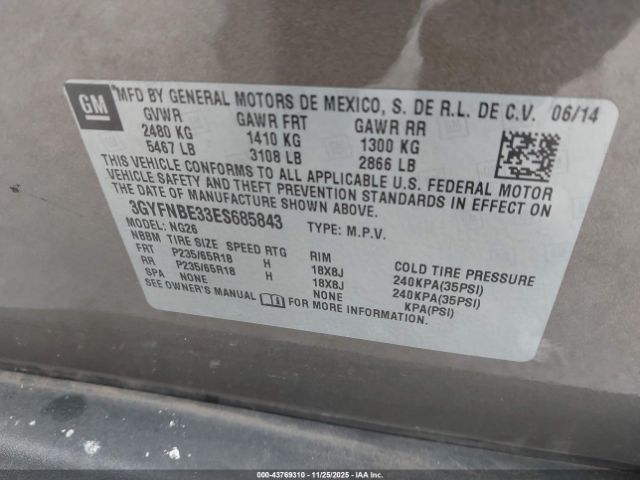 GM
MFD BY GENERAL MOTORS DE MEXICO, S. DE R.L. DE C.V. 06/14
GVWR GAWR FRT GAWR RR
2480 KG 1410 KG 1300 KG
5467 LB 3108 LB 2866 LB
THIS VEHICLE CONFORMS TO ALL APPLICABLE U.S. FEDERAL MOTOR
VEHICLE SAFETY AND THEFT PREVENTION STANDARDS IN EFFECT ON
THE DATE OF MANUFACTURE SHOWN ABOVE.
3GYFNBE33ES685843 TYPE: M.P.V.
MODEL: NG26
NBBM TIRE SIZE SPEED RTG RIM COLD TIRE PRESSURE
FRT P235/65R18 H 18X8J 240KPA(35PSI)
RR P235/65R18 H 18X8J 240KPA(35PSI)
SPA NONE NONE KPA(PSI)
SEE OWNER'S MANUAL FOR MORE INFORMATION.
000-43769310 - 11/25/2025 - IAAI.COM